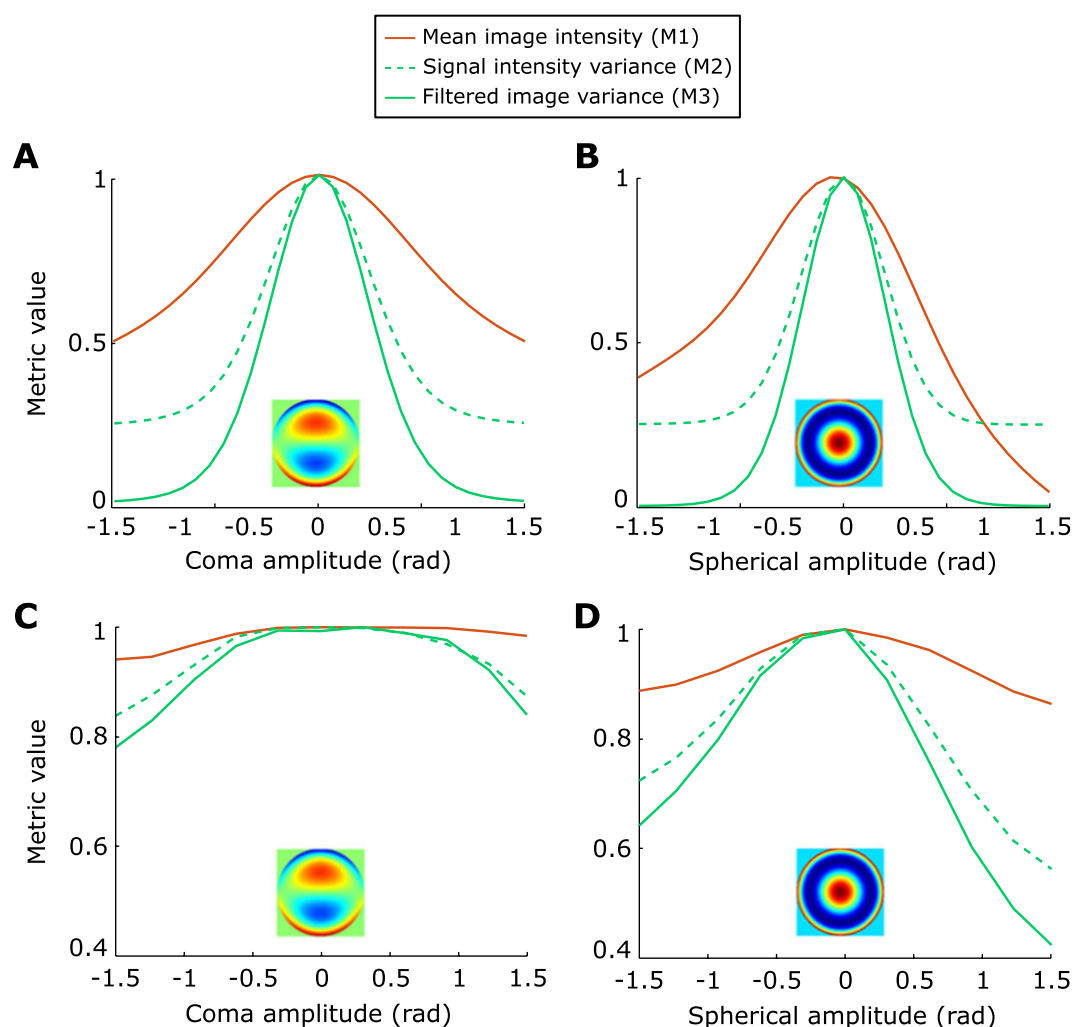 Mean image intensity (M1)
Signal intensity variance (M2)
Filtered image variance (M3)
A
Metric value
1
0.5
0
-1.5 -1 -0.5 0 0.5 1 1.5
Coma amplitude (rad)
B
1
0.5
0
-1.5 -1 -0.5 0 0.5 1 1.5
Spherical amplitude (rad)
C
Metric value
1
0.8
0.6
0.4
-1.5 -1 -0.5 0 0.5 1 1.5
Coma amplitude (rad)
D
1
0.8
0.6
0.4
-1.5 -1 -0.5 0 0.5 1 1.5
Spherical amplitude (rad)